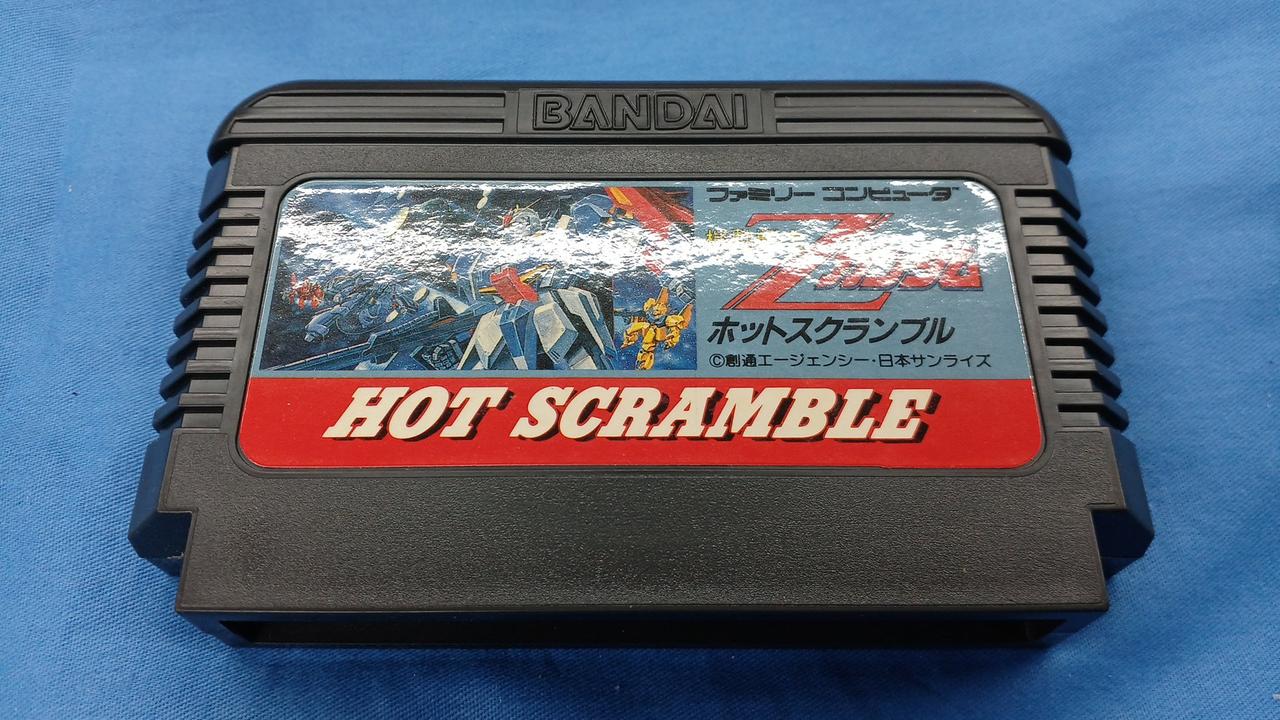 BANDAI
ファミリー コンピュータ
Z
ホットスクランブル
©創通エージェンシー・日本サンライズ
HOT SCRAMBLE